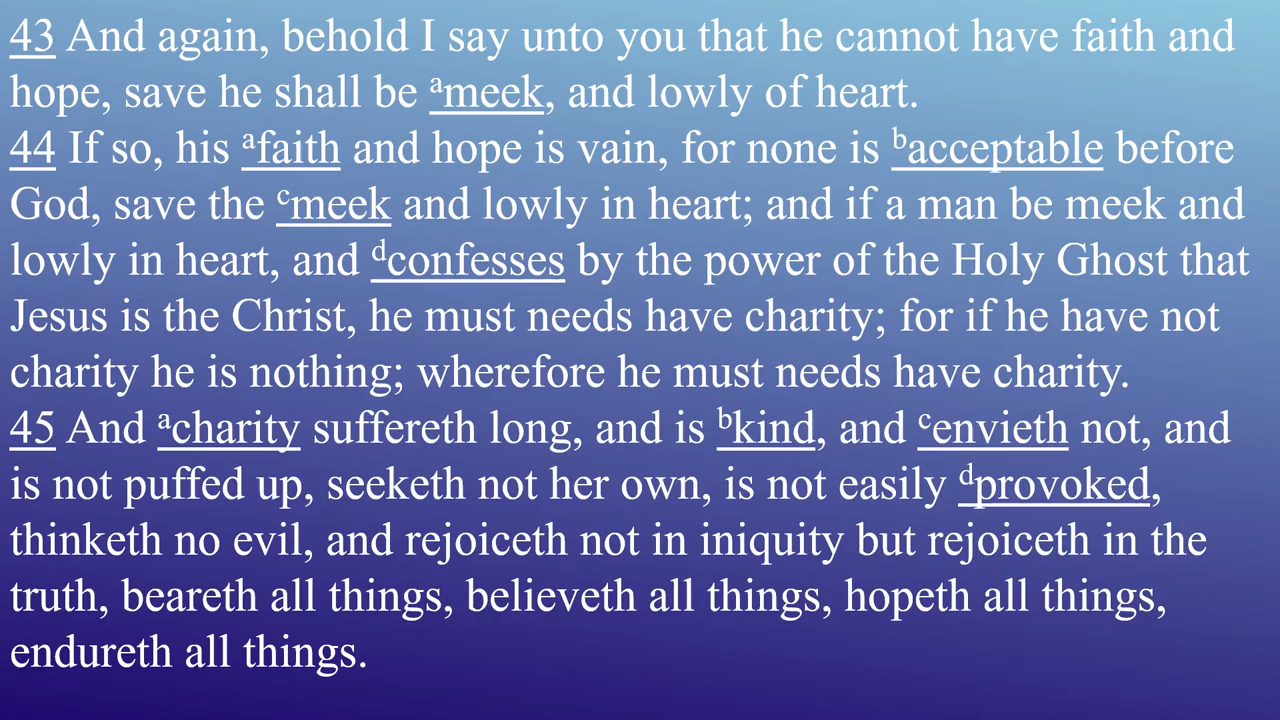 43 And again, behold I say unto you that he cannot have faith and
hope, save he shall be ameek, and lowly of heart.
44 If so, his afaith and hope is vain, for none is bacceptable before
God, save the cmeek and lowly in heart; and if a man be meek and
lowly in heart, and dconfesses by the power of the Holy Ghost that
Jesus is the Christ, he must needs have charity; for if he have not
charity he is nothing; wherefore he must needs have charity.
45 And acharity suffereth long, and is bkind, and cenvieth not, and
is not puffed up, seeketh not her own, is not easily dprovoked,
thinketh no evil, and rejoiceth not in iniquity but rejoiceth in the
truth, beareth all things, believeth all things, hopeth all things,
endureth all things.